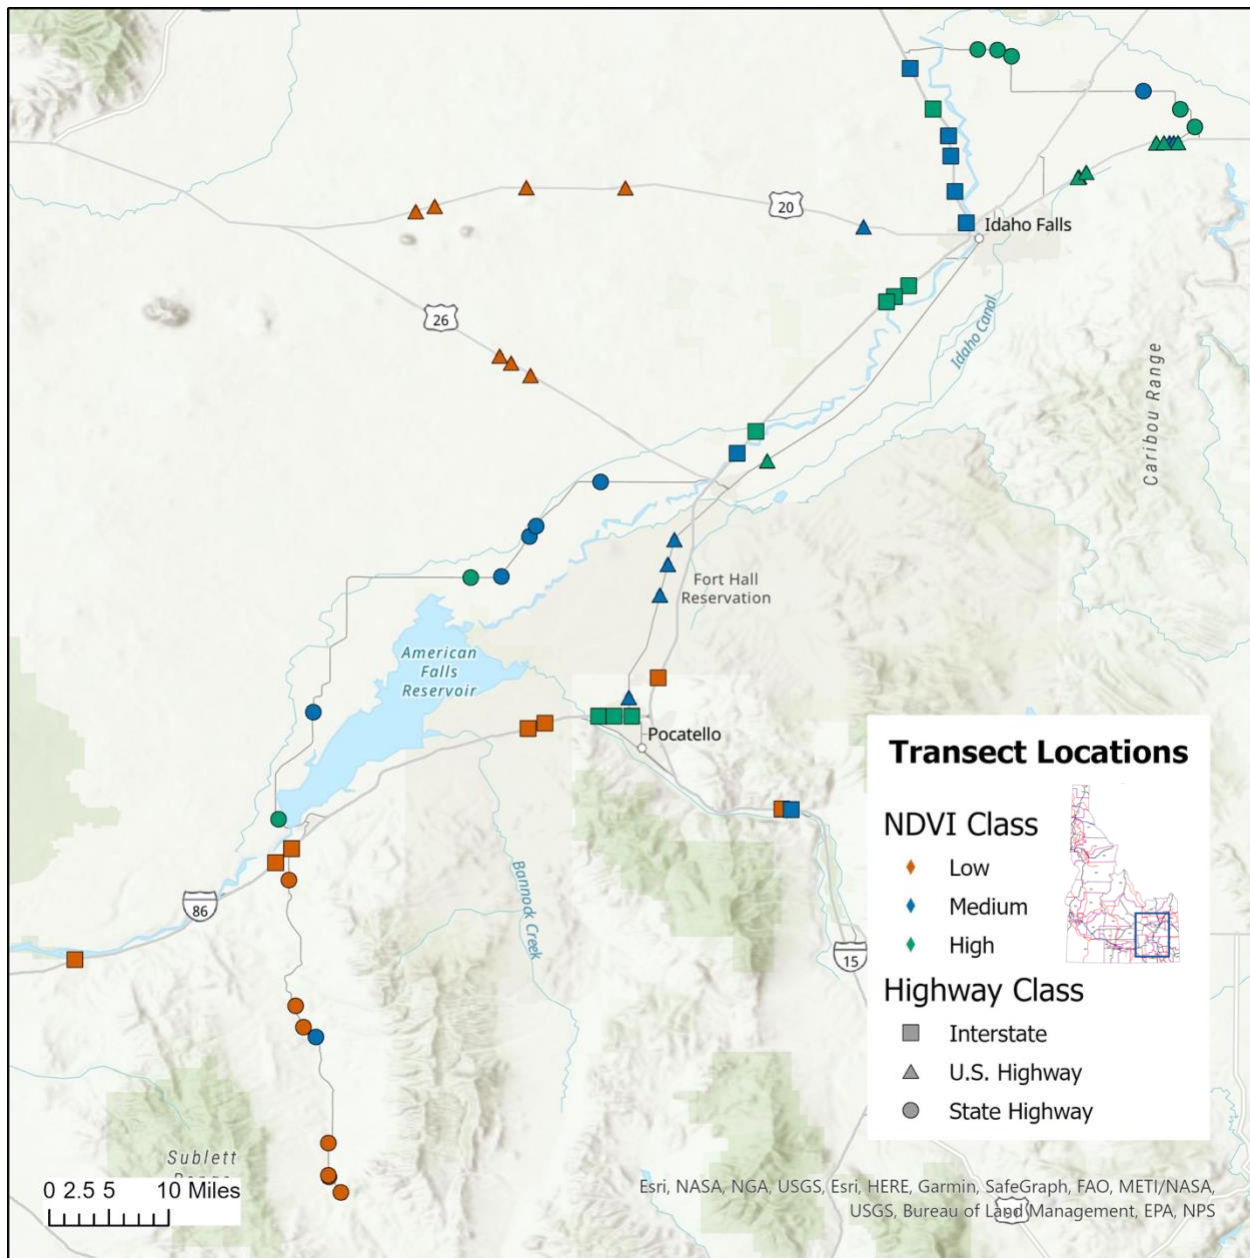 20
Idaho Falls
26
Idaho Canal
Caribou Range
Fort Hall
Reservation
American
Falls
Reservoir
Pocatello
86
Bannock Creek
15
Transect Locations
NDVI Class
Low
Medium
High
Highway Class
Interstate
U.S. Highway
State Highway
Sublett
0 2.5 5 10 Miles
Esri, NASA, NGA, USGS, Esri, HERE, Garmin, SafeGraph, FAO, METI/NASA,
USGS, Bureau of Land Management, EPA, NPS